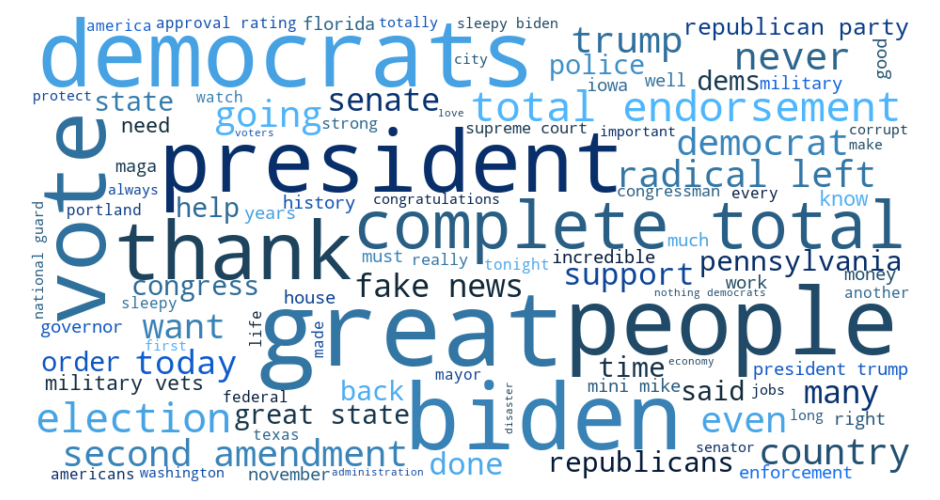 democrats
america
approval rating
florida
totally
sleepy biden
trump
republican party
never
good
city
police
iowa
well
dems
military
protect
state
watch
going
senate
love
total endorsement
vote
need
voters
strong
supreme court
important
democrat
corrupt
make
president
maga
always
radical left
congressman
every
know
portland
help
years
history
congratulations
national guard
thank
complete total
must
really
tonight
incredible
much
support
pennsylvania
money
congress
sleepy
house
fake news
work
nothing democrats
another
governor
want
first
life
made
great
people
order
today
time
economy
president trump
military vets
mayor
federal
back
mini mike
said
jobs
many
election
great state
disaster
biden
even
long
right
texas
second amendment
done
republicans
senator
country
americans
washington
november
administration
enforcement